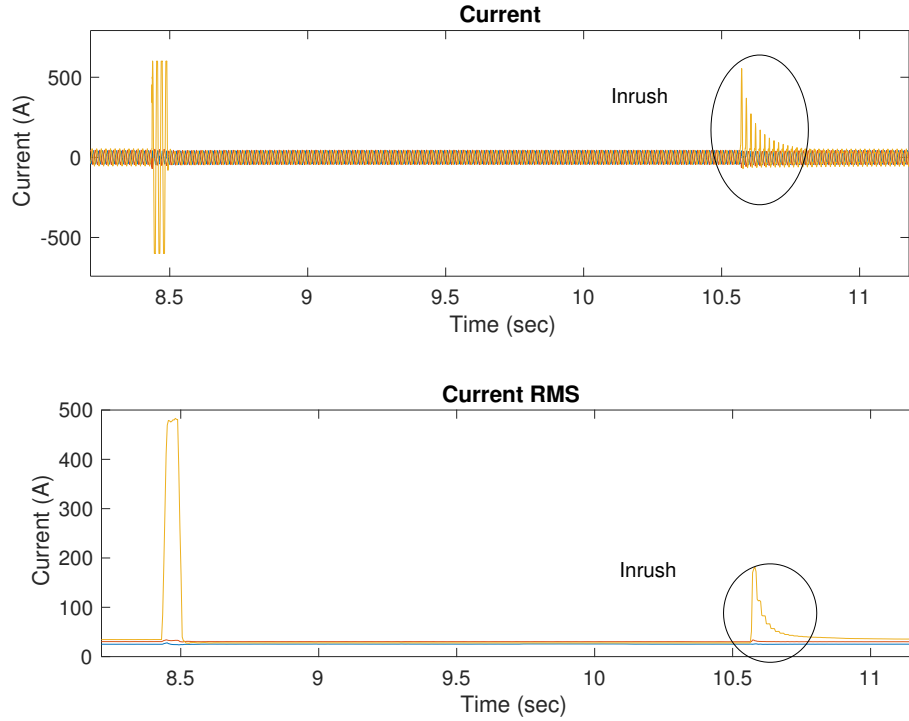 Current
Current (A)
500
0
-500
Inrush
8.5
9
9.5
10
10.5
11
Time (sec)
Current RMS
Current (A)
500
400
300
200
100
0
Inrush
8.5
9
9.5
10
10.5
11
Time (sec)